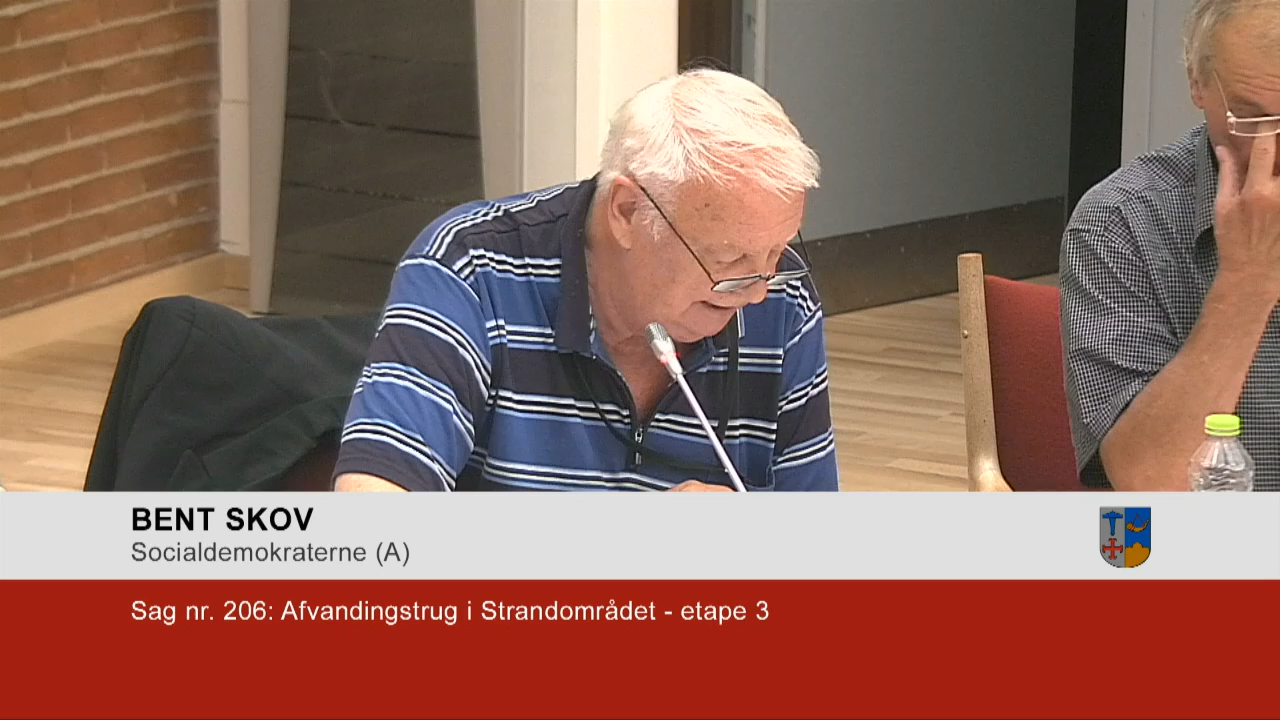 BENT SKOV
Socialdemokraterne (A)
Sag nr. 206: Afvandingstrug i Strandområdet - etape 3